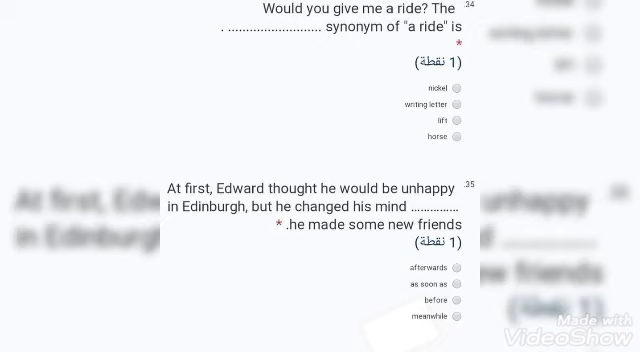 .34 Would you give me a ride? The
synonym of "a ride" is ......................... .
*
(1 نقطة)
nickel
writing letter
lift
horse
.35 At first, Edward thought he would be unhappy
in Edinburgh, but he changed his mind ..............
* .he made some new friends
(1 نقطة)
afterwards
as soon as
before
meanwhile
Made with
VideoShow